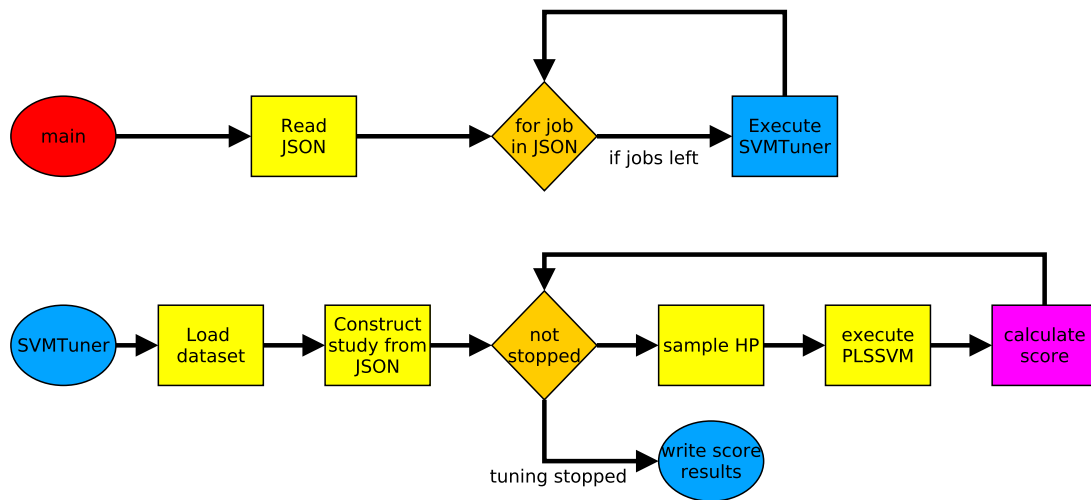 main
Read
JSON
for job
in JSON
if jobs left
Execute
SVMTuner
SVMTuner
Load
dataset
Construct
study from
JSON
not
stopped
sample HP
execute
PLSSVM
calculate
score
tuning stopped
write score
results